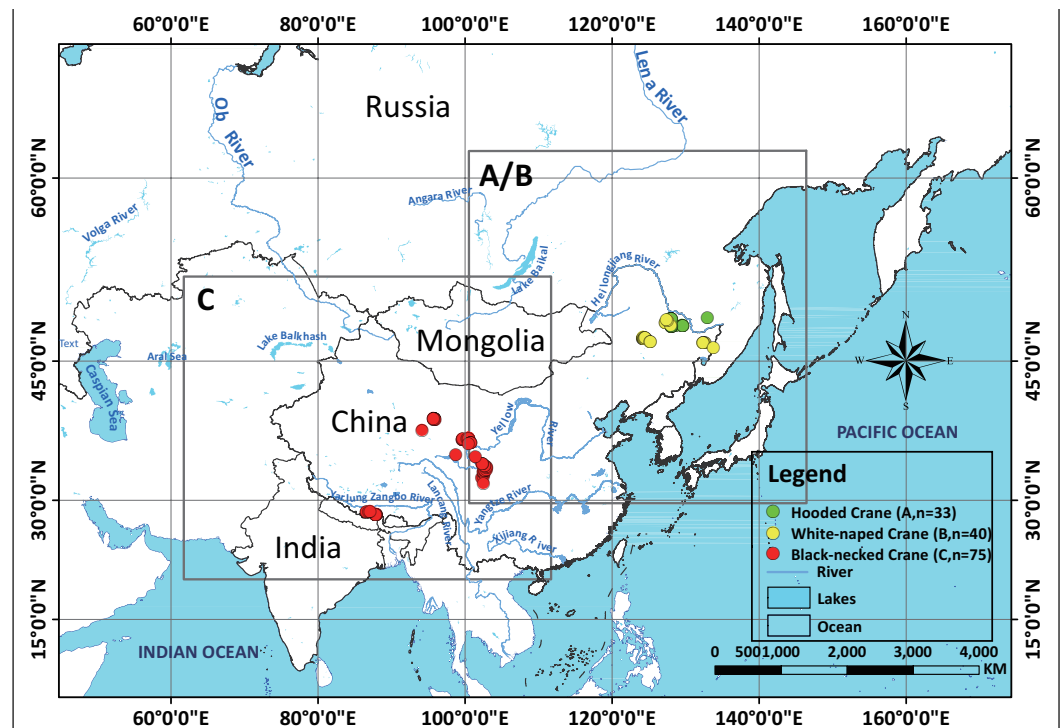 60°0'0"E 80°0'0"E 100°0'0"E 120°0'0"E 140°0'0"E 160°0'0"E
Ob River
Russia
Lena River
60°0'0"N
A/B
60°0'0"N
Angara River
Volga River
Lake Baikal
Heilongjiang River
C
Mongolia
Lake Balkhash
Text
Aral Sea
Caspian Sea
45°0'0"N
45°0'0"N
N
W E
S
China
Yellow River
PACIFIC OCEAN
30°0'0"N
30°0'0"N
Yarlung Zangbo River
Lancang River
Yangtze River
Xijiang River
India
Legend
Hooded Crane (A,n=33)
White-naped Crane (B,n=40)
Black-necked Crane (C,n=75)
River
Lakes
Ocean
15°0'0"N
15°0'0"N
INDIAN OCEAN
0 500 1,000 2,000 3,000 4,000
KM
60°0'0"E 80°0'0"E 100°0'0"E 120°0'0"E 140°0'0"E 160°0'0"E